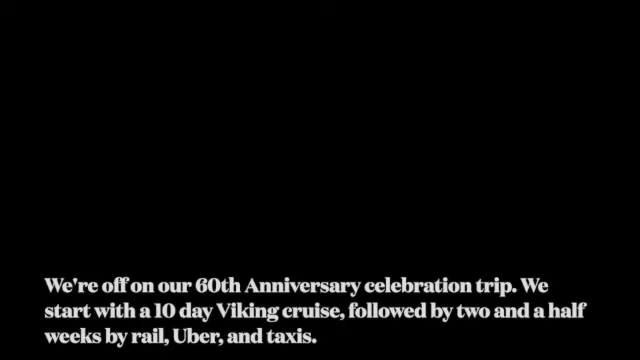 We're off on our 60th Anniversary celebration trip. We
start with a 10 day Viking cruise, followed by two and a half
weeks by rail, Uber, and taxis.